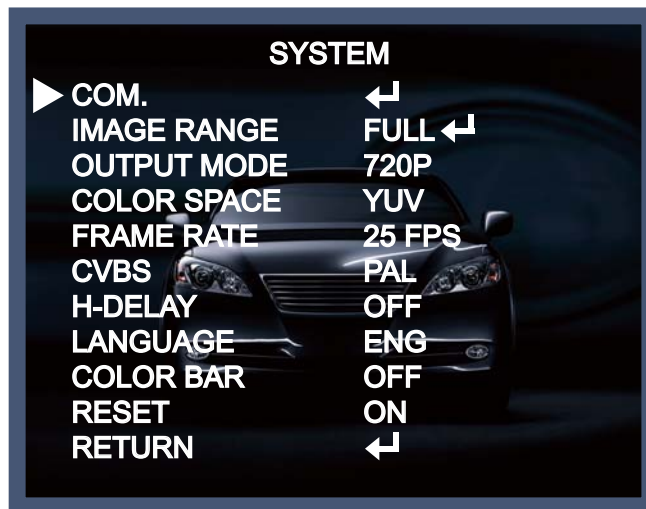 SYSTEM
COM. ↵
IMAGE RANGE FULL ↵
OUTPUT MODE 720P
COLOR SPACE YUV
FRAME RATE 25 FPS
CVBS PAL
H-DELAY OFF
LANGUAGE ENG
COLOR BAR OFF
RESET ON
RETURN ↵